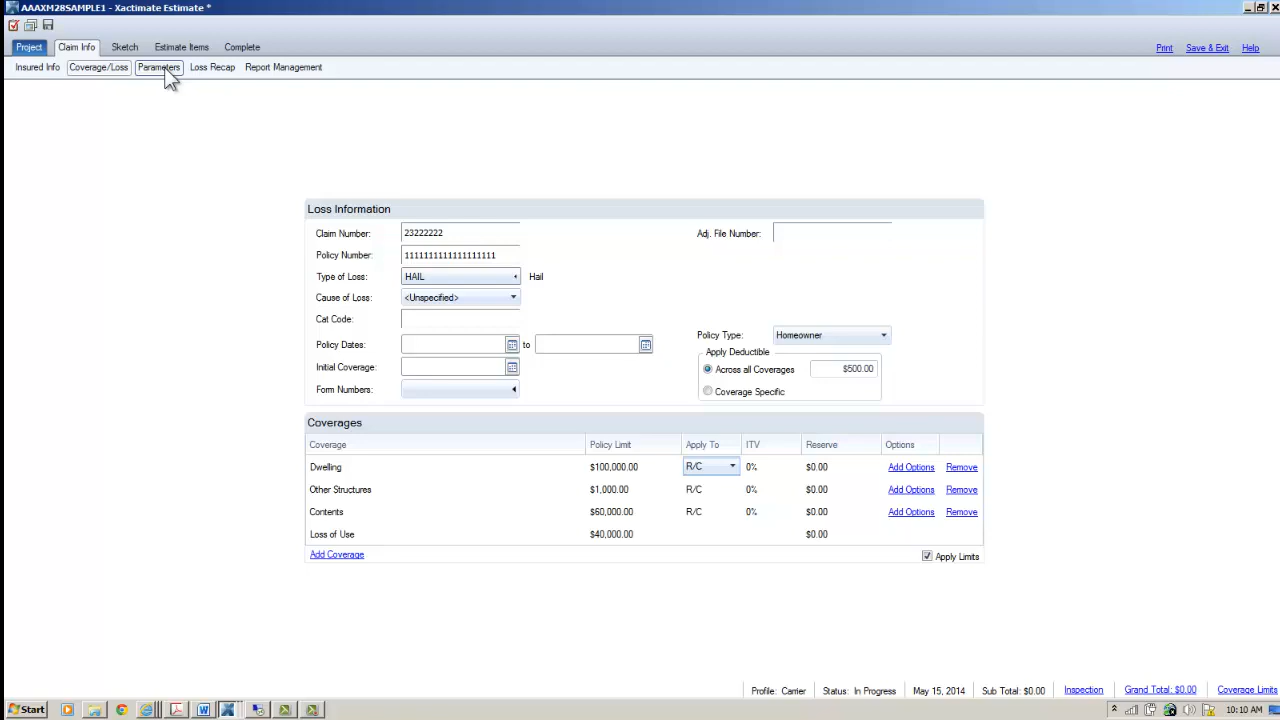 AAAXM28SAMPLE1 - Xactimate Estimate *
Project Claim Info Sketch Estimate Items Complete Print Save & Exit Help
Insured Info Coverage/Loss Parameters Loss Recap Report Management
Loss Information
Claim Number: 23222222 Adj. File Number:
Policy Number: 1111111111111111111
Type of Loss: HAIL Hail
Cause of Loss: <Unspecified>
Cat Code:
Policy Type: Homeowner
Policy Dates: to
Apply Deductible
Initial Coverage: Across all Coverages $500.00
Form Numbers: Coverage Specific
Coverages
Coverage Policy Limit Apply To ITV Reserve Options
Dwelling $100,000.00 R/C 0% $0.00 Add Options Remove
Other Structures $1,000.00 R/C 0% $0.00 Add Options Remove
Contents $60,000.00 R/C 0% $0.00 Add Options Remove
Loss of Use $40,000.00 $0.00
Add Coverage Apply Limits
Profile: Carrier Status: In Progress May 15, 2014 Sub Total: $0.00 Inspection Grand Total: $0.00 Coverage Limits
Start 10:10 AM